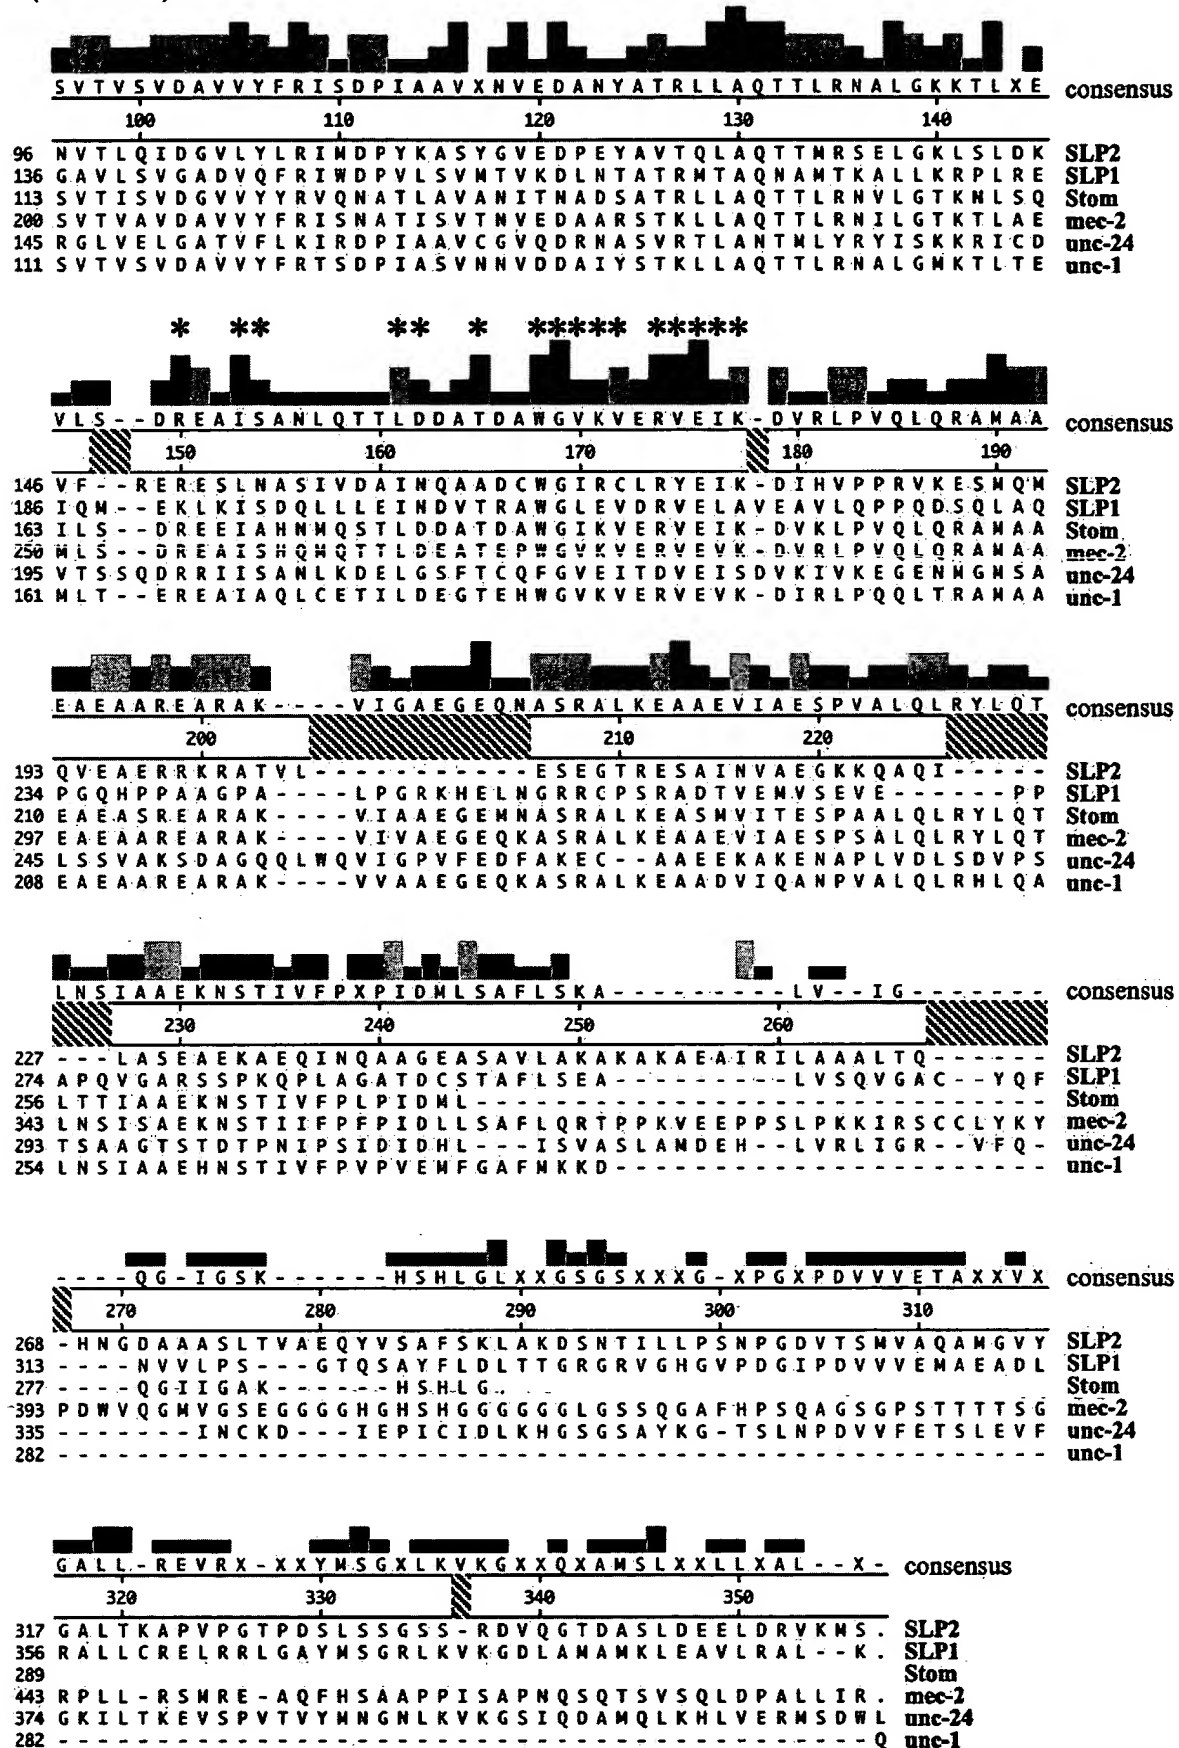 S V T V S V D A V V Y F R I S D P I A A V X N V E D A N Y A T R L L A Q T T L R N A L G K K T L X E consensus
100 110 120 130 140
96 N V T L Q I D G V L Y L R I M D P Y K A S Y G V E D P E Y A V T Q L A Q T T M R S E L G K L S L D K SLP2
136 G A V L S V G A D V Q F R I W D P V L S V M T V K D L N T A T R M T A Q N A M T K A L L K R P L R E SLP1
113 S V T I S V D G V V Y Y R V Q N A T L A V A N I T N A D S A T R L L A Q T T L R N V L G T K N L S Q Stom
200 S V T V A V D A V V Y F R I S N A T I S V T N V E D A A R S T K L L A Q T T L R N I L G T K T L A E mec-2
145 R G L V E L G A T V F L K I R D P I A A V C G V Q D R N A S V R T L A N T M L Y R Y I S K K R I C D unc-24
111 S V T V S V D A V V Y F R T S D P I A S V N N V D D A I Y S T K L L A Q T T L R N A L G M K T L T E unc-1
* ** ** * ***** *****
V L S - - D R E A I S A N L Q T T L D D A T D A W G V K V E R V E I K - D V R L P V Q L Q R A M A A consensus
150 160 170 180 190
146 V F - - R E R E S L N A S I V D A I N Q A A D C W G I R C L R Y E I K - D I H V P P R V K E S M Q M SLP2
186 I Q M - - E K L K I S D Q L L L E I N D V T R A W G L E V D R V E L A V E A V L Q P P Q D S Q L A Q SLP1
163 I L S - - D R E E I A H N M Q S T L D D A T D A W G I K V E R V E I K - D V K L P V Q L Q R A M A A Stom
250 M L S - - D R E A I S H Q M Q T T L D E A T E P W G V K V E R V E V K - D V R L P V Q L Q R A M A A mec-2
195 V T S S Q D R R I I S A N L K D E L G S F T C Q F G V E I T D V E I S D V K I V K E G E N M G M S A unc-24
161 M L T - - E R E A I A Q L C E T I L D E G T E H W G V K V E R V E V K - D I R L P Q Q L T R A M A A unc-1
E A E A A R E A R A K - - - - V I G A E G E Q N A S R A L K E A A E V I A E S P V A L Q L R Y L Q T consensus
200 210 220
193 Q V E A E R R K R A T V L - - - - - - - - - - - E S E G T R E S A I N V A E G K K Q A Q I - - - - - SLP2
234 P G Q H P P A A G P A - - - - L P G R K H E L N G R R C P S R A D T V E M V S E V E - - - - - - P P SLP1
210 E A E A S R E A R A K - - - - V I A A E G E M N A S R A L K E A S M V I T E S P A A L Q L R Y L Q T Stom
297 E A E A A R E A R A K - - - - V I V A E G E Q K A S R A L K E A A E V I A E S P S A L Q L R Y L Q T mec-2
245 L S S V A K S D A G Q Q L W Q V I G P V F E D F A K E C - - A A E E K A K E N A P L V D L S D V P S unc-24
208 E A E A A R E A R A K - - - - V V A A E G E Q K A S R A L K E A A D V I Q A N P V A L Q L R H L Q A unc-1
L N S I A A E K N S T I V F P X P I D M L S A F L S K A - - - - - - - - - L V - - I G - - - - - - - consensus
230 240 250 260
227 - - - L A S E A E K A E Q I N Q A A G E A S A V L A K A K A K A E A I R I L A A A L T Q - - - - - - SLP2
274 A P Q V G A R S S P K Q P L A G A T D C S T A F L S E A - - - - - - - - - L V S Q V G A C - - Y Q F SLP1
256 L T T I A A E K N S T I V F P L P I D M L - - - - - - - - - - - - - - - - - - - - - - - - - - - - - Stom
343 L N S I S A E K N S T I I F P F P I D L L S A F L Q R T P P K V E E P P S L P K K I R S C C L Y K Y mec-2
293 T S A A G T S T D T P N I P S I D I D H L - - - I S V A S L A M D E H - - L V R L I G R - - V F Q - unc-24
254 L N S I A A E H N S T I V F P V P V E M F G A F M K K D - - - - - - - - - - - - - - - - - - - - - - unc-1
- - - - Q G - I G S K - - - - - - H S H L G L X X G S G S X X X G - X P G X P D V V V E T A X X V X consensus
270 280 290 300 310
268 - H N G D A A A S L T V A E Q Y V S A F S K L A K D S N T I L L P S N P G D V T S M V A Q A M G V Y SLP2
313 - - - - N V V L P S - - - G T Q S A Y F L D L T T G R G R V G H G V P D G I P D V V V E M A E A D L SLP1
277 - - - - Q G I I G A K - - - - - - H S H L G . Stom
393 P D W V Q G M V G S E G G G G H G H S H G G G G G G L G S S Q G A F H P S Q A G S G P S T T T T S G mec-2
335 - - - - - - - I N C K D - - - I E P I C I D L K H G S G S A Y K G - T S L N P D V V F E T S L E V F unc-24
282 - - - - - - - - - - - - - - - - - - - - - - - - - - - - - - - - - - - - - - - - - - - - - - - - - - unc-1
G A L L - R E V R X - X X Y M S G X L K V K G X X Q X A M S L X X L L X A L - - X - consensus
320 330 340 350
317 G A L T K A P V P G T P D S L S S G S S - R D V Q G T D A S L D E E L D R V K M S . SLP2
356 R A L L C R E L R R L G A Y M S G R L K V K G D L A M A M K L E A V L R A L - - K . SLP1
289 Stom
443 R P L L - R S M R E - A Q F H S A A P P I S A P N Q S Q T S V S Q L D P A L L I R . mec-2
374 G K I L T K E V S P V T V Y M N G N L K V K G S I Q D A M Q L K H L V E R M S D W L unc-24
282 - - - - - - - - - - - - - - - - - - - - - - - - - - - - - - - - - - - - - - - - - Q unc-1